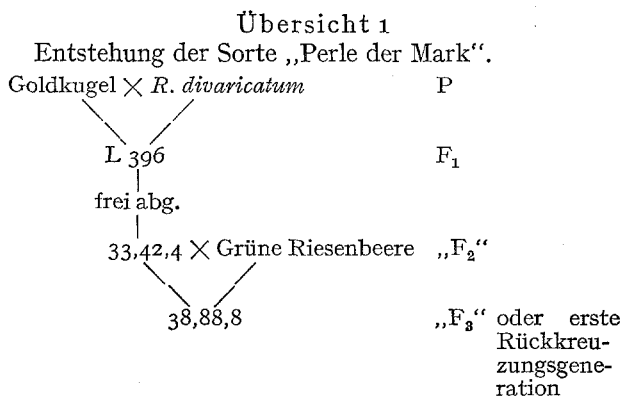 Übersicht 1
Entstehung der Sorte „Perle der Mark“.
Goldkugel × R. divaricatum P
L 396 F₁
frei abg.
33,42,4 × Grüne Riesenbeere „F₂“
38,88,8 „F₃“ oder erste
Rückkreu-
zungsgene-
ration